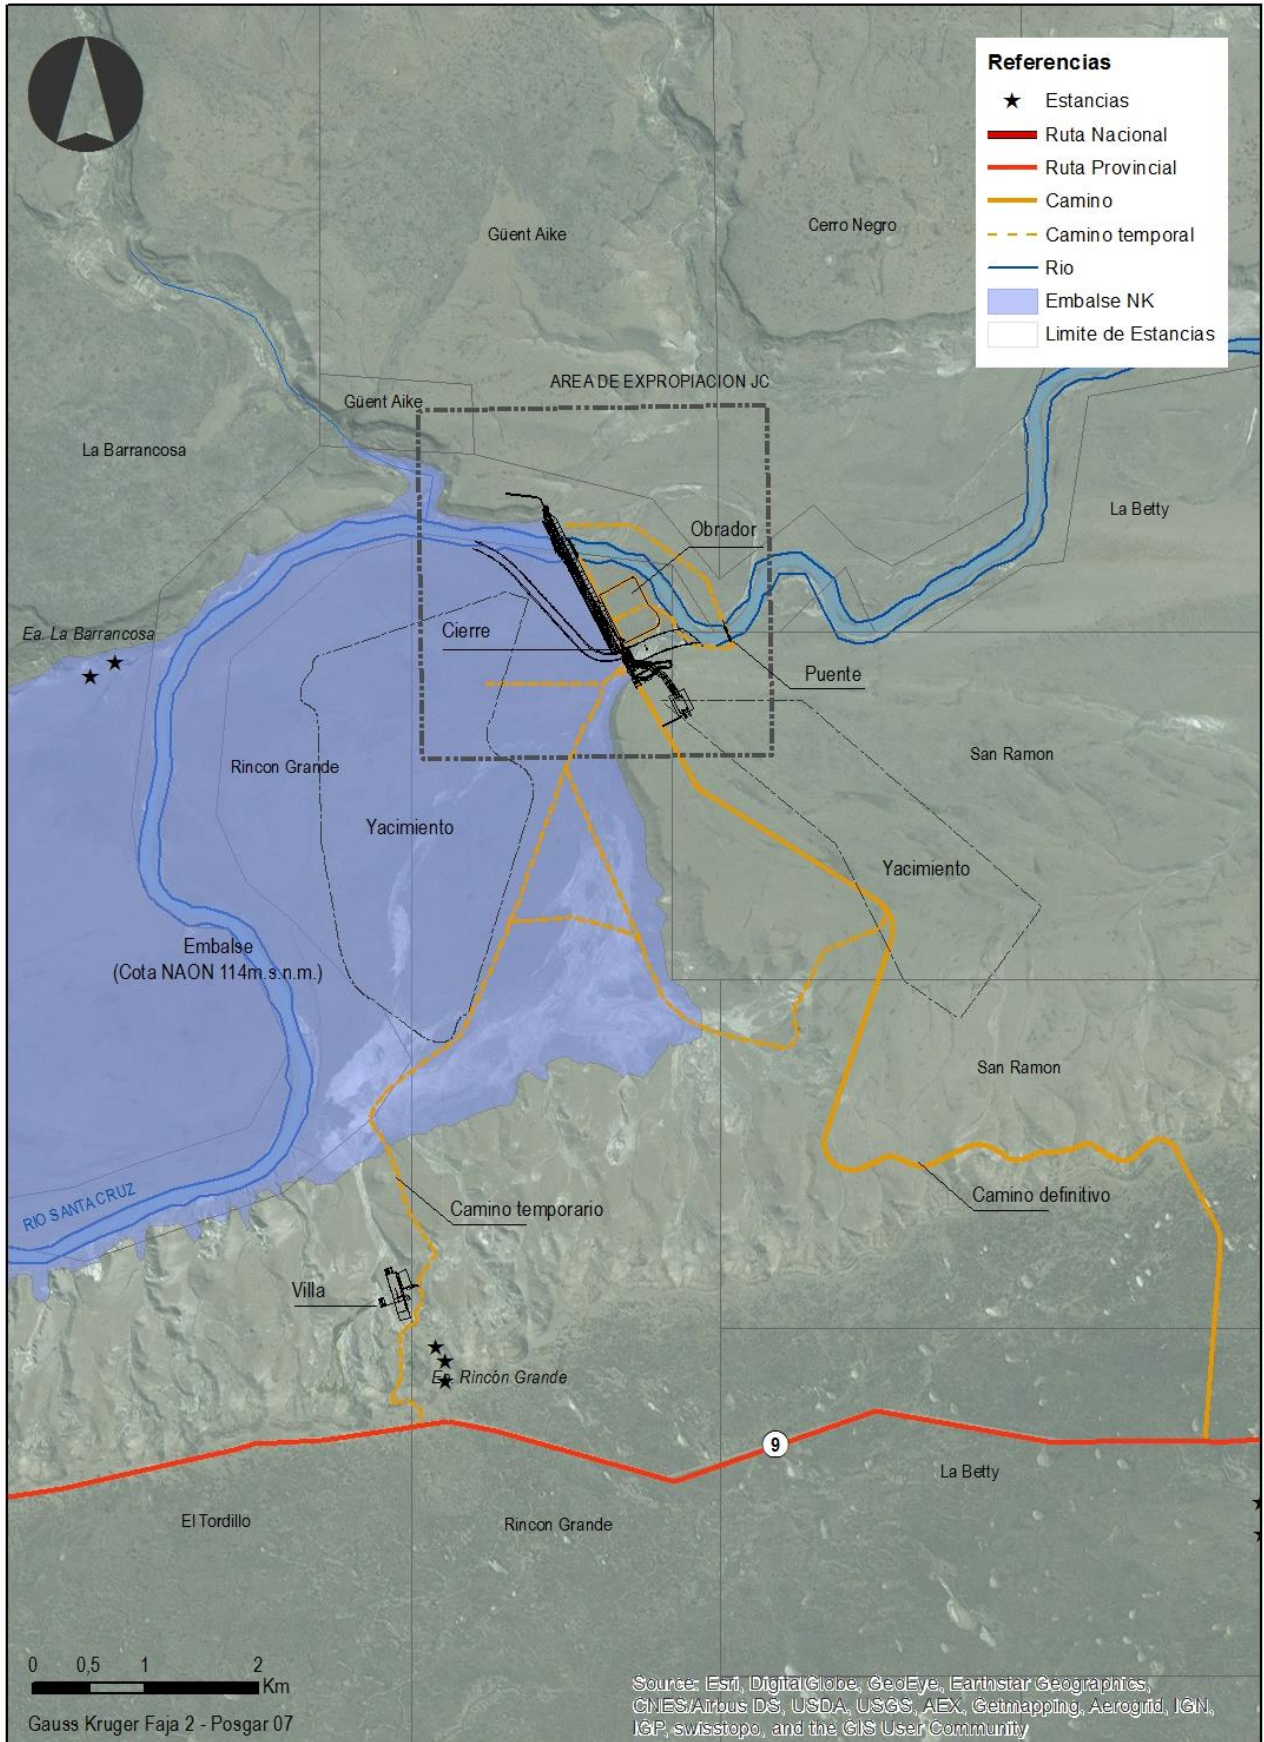 Referencias
Estancias
Ruta Nacional
Ruta Provincial
Camino
Camino temporal
Rio
Embalse NK
Limite de Estancias
Güent Aike
Cerro Negro
AREA DE EXPROPIACION JC
Güent Aike
La Barrancosa
La Betty
Obrador
Cierre
Ea. La Barrancosa
Puente
San Ramon
Rincon Grande
Yacimiento
Yacimiento
Embalse
(Cota NAON 114m.s.n.m.)
San Ramon
RIO SANTA CRUZ
Camino temporario
Camino definitivo
Villa
Ea. Rincón Grande
9
La Betty
El Tordillo
Rincon Grande
0 0,5 1 2
Km
Gauss Kruger Faja 2 - Posgar 07
Source: Esri, DigitalGlobe, GeoEye, Earthstar Geographics,
CNES/Airbus DS, USDA, USGS, AEX, Getmapping, Aerogrid, IGN,
IGP, swisstopo, and the GIS User Community